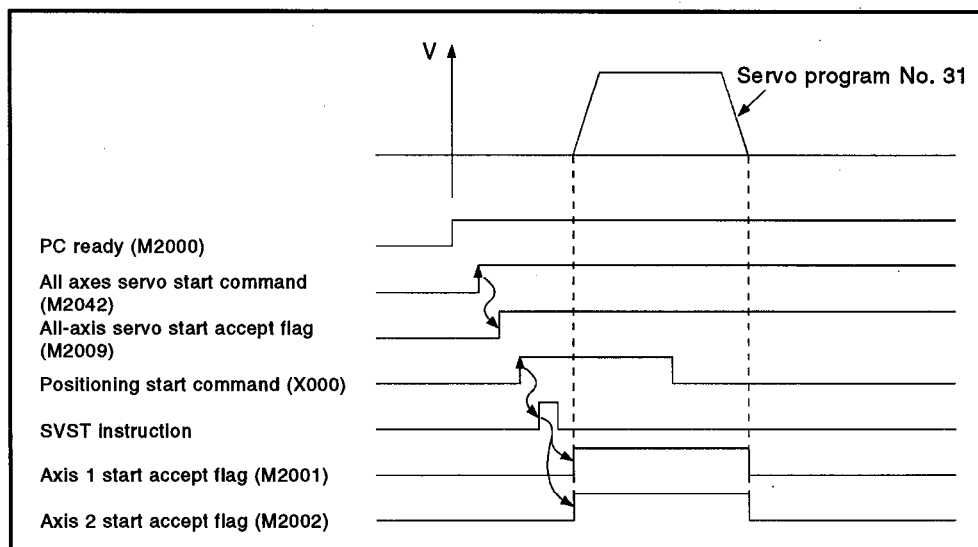 V
Servo program No. 31
PC ready (M2000)
All axes servo start command
(M2042)
All-axis servo start accept flag
(M2009)
Positioning start command (X000)
SVST instruction
Axis 1 start accept flag (M2001)
Axis 2 start accept flag (M2002)